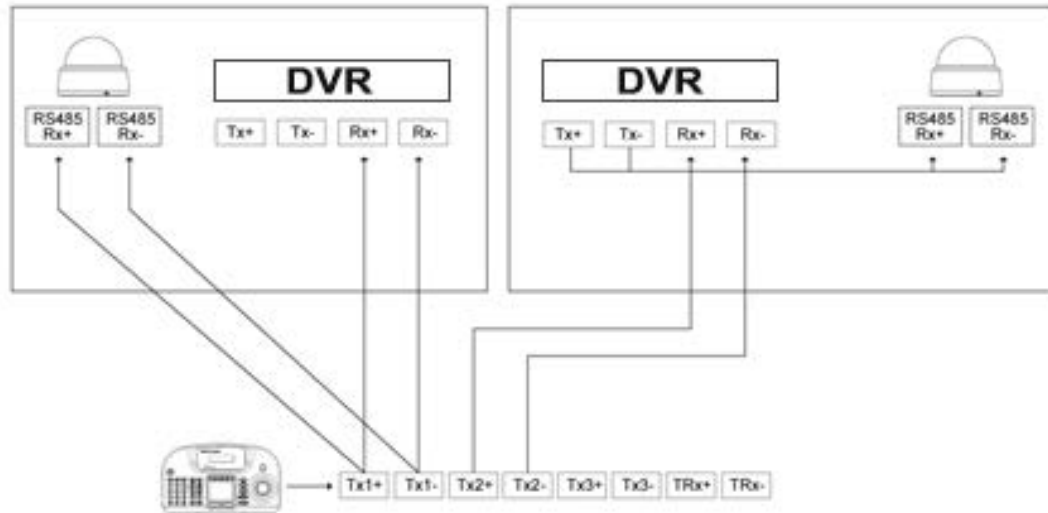 DVR
DVR
RS485
Rx+
RS485
Rx-
Tx+
Tx-
Rx+
Rx-
Tx+
Tx-
Rx+
Rx-
RS485
Rx+
RS485
Rx-
Tx1+
Tx1-
Tx2+
Tx2-
Tx3+
Tx3-
TRx+
TRx-